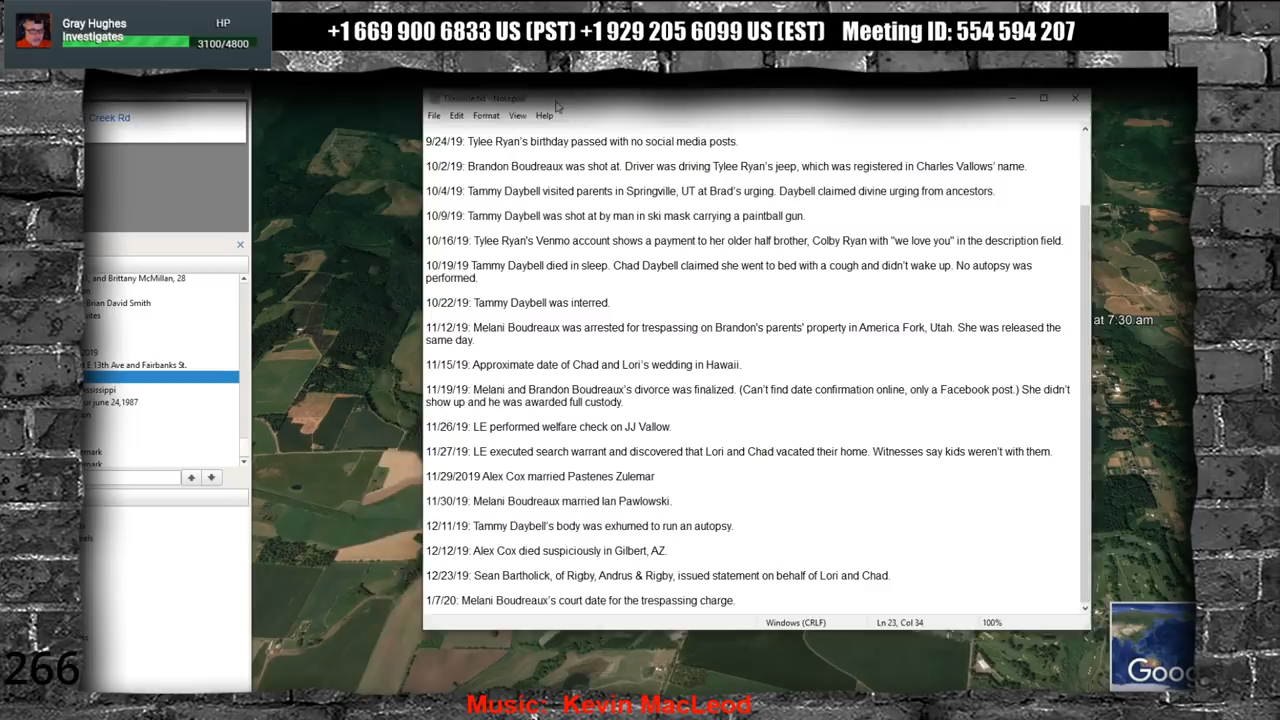 Gray Hughes
Investigates
HP
3100/4800
+1 669 900 6833 US (PST) +1 929 205 6099 US (EST) Meeting ID: 554 594 207
Creek Rd
, and Brittany McMillan, 28
Brian David Smith
2019
E 13th Ave and Fairbanks St.
ur june 24,1987
File Edit Format View Help
9/24/19: Tylee Ryan's birthday passed with no social media posts.
10/2/19: Brandon Boudreaux was shot at. Driver was driving Tylee Ryan's jeep, which was registered in Charles Vallows' name.
10/4/19: Tammy Daybell visited parents in Springville, UT at Brad's urging. Daybell claimed divine urging from ancestors.
10/9/19: Tammy Daybell was shot at by man in ski mask carrying a paintball gun.
10/16/19: Tylee Ryan's Venmo account shows a payment to her older half brother, Colby Ryan with "we love you" in the description field.
10/19/19 Tammy Daybell died in sleep. Chad Daybell claimed she went to bed with a cough and didn't wake up. No autopsy was
performed.
10/22/19: Tammy Daybell was interred.
11/12/19: Melani Boudreaux was arrested for trespassing on Brandon's parents' property in America Fork, Utah. She was released the
same day.
11/15/19: Approximate date of Chad and Lori's wedding in Hawaii.
11/19/19: Melani and Brandon Boudreaux's divorce was finalized. (Can't find date confirmation online, only a Facebook post.) She didn't
show up and he was awarded full custody.
11/26/19: LE performed welfare check on JJ Vallow.
11/27/19: LE executed search warrant and discovered that Lori and Chad vacated their home. Witnesses say kids weren't with them.
11/29/2019 Alex Cox married Pastenes Zulemar
11/30/19: Melani Boudreaux married Ian Pawlowski.
12/11/19: Tammy Daybell's body was exhumed to run an autopsy.
12/12/19: Alex Cox died suspiciously in Gilbert, AZ.
12/23/19: Sean Bartholick, of Rigby, Andrus & Rigby, issued statement on behalf of Lori and Chad.
1/7/20: Melani Boudreaux's court date for the trespassing charge.
Windows (CRLF) Ln 23, Col 34 100%
at 7:30 am
266
Goo
Music: Kevin MacLeod